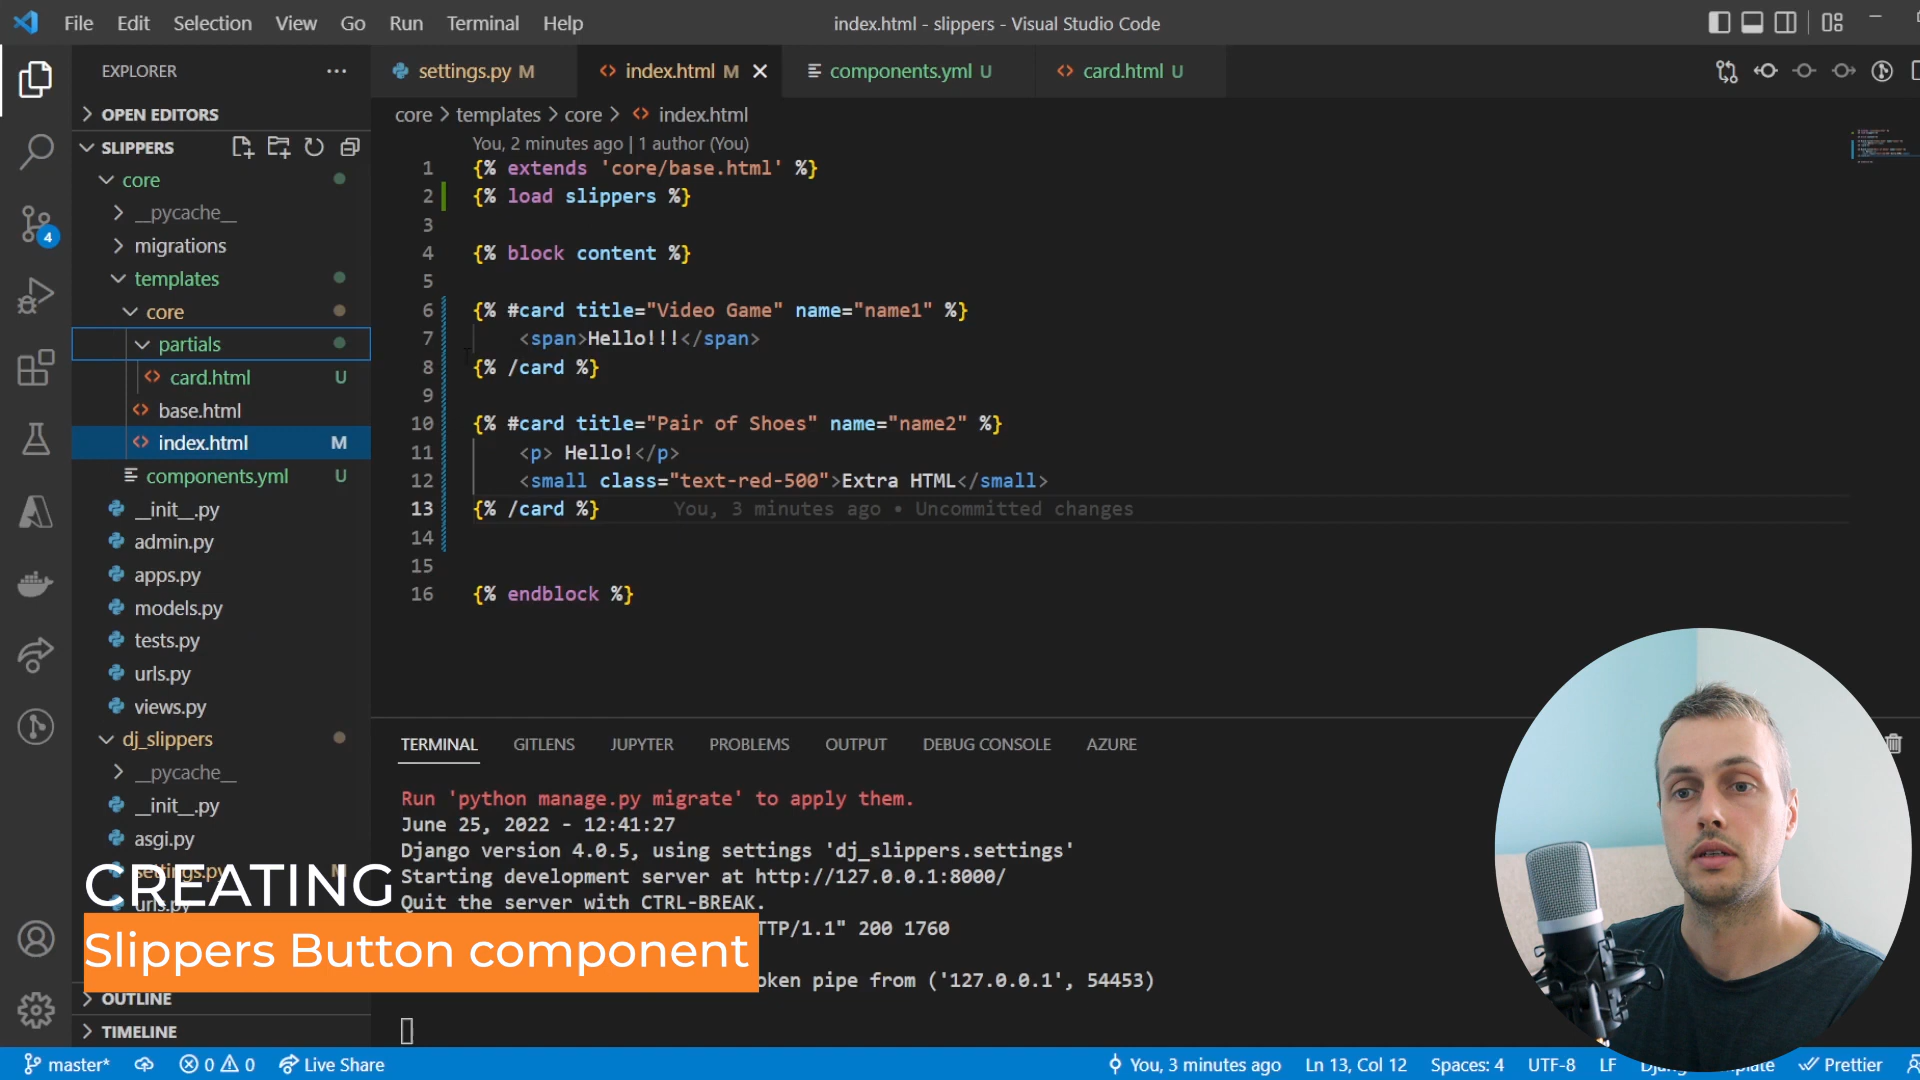 File Edit Selection View Go Run Terminal Help
index.html - slippers - Visual Studio Code
EXPLORER
OPEN EDITORS
SLIPPERS
core
__pycache__
migrations
templates
core
partials
card.html U
base.html
index.html M
components.yml U
__init__.py
admin.py
apps.py
models.py
tests.py
urls.py
views.py
dj_slippers
__pycache__
__init__.py
asgi.py
settings.py M
urls.py
OUTLINE
TIMELINE
4
settings.py M
index.html M
components.yml U
card.html U
core > templates > core > index.html
You, 2 minutes ago | 1 author (You)
1 {% extends 'core/base.html' %}
2 {% load slippers %}
3
4 {% block content %}
5
6 {% #card title="Video Game" name="name1" %}
7 <span>Hello!!!</span>
8 {% /card %}
9
10 {% #card title="Pair of Shoes" name="name2" %}
11 <p> Hello!</p>
12 <small class="text-red-500">Extra HTML</small>
13 {% /card %} You, 3 minutes ago • Uncommitted changes
14
15
16 {% endblock %}
TERMINAL GITLENS JUPYTER PROBLEMS OUTPUT DEBUG CONSOLE AZURE
Run 'python manage.py migrate' to apply them.
June 25, 2022 - 12:41:27
Django version 4.0.5, using settings 'dj_slippers.settings'
Starting development server at http://127.0.0.1:8000/
Quit the server with CTRL-BREAK.
TTP/1.1" 200 1760
oken pipe from ('127.0.0.1', 54453)
CREATING
Slippers Button component
master* 0 0 Live Share
You, 3 minutes ago Ln 13, Col 12 Spaces: 4 UTF-8 LF Prettier